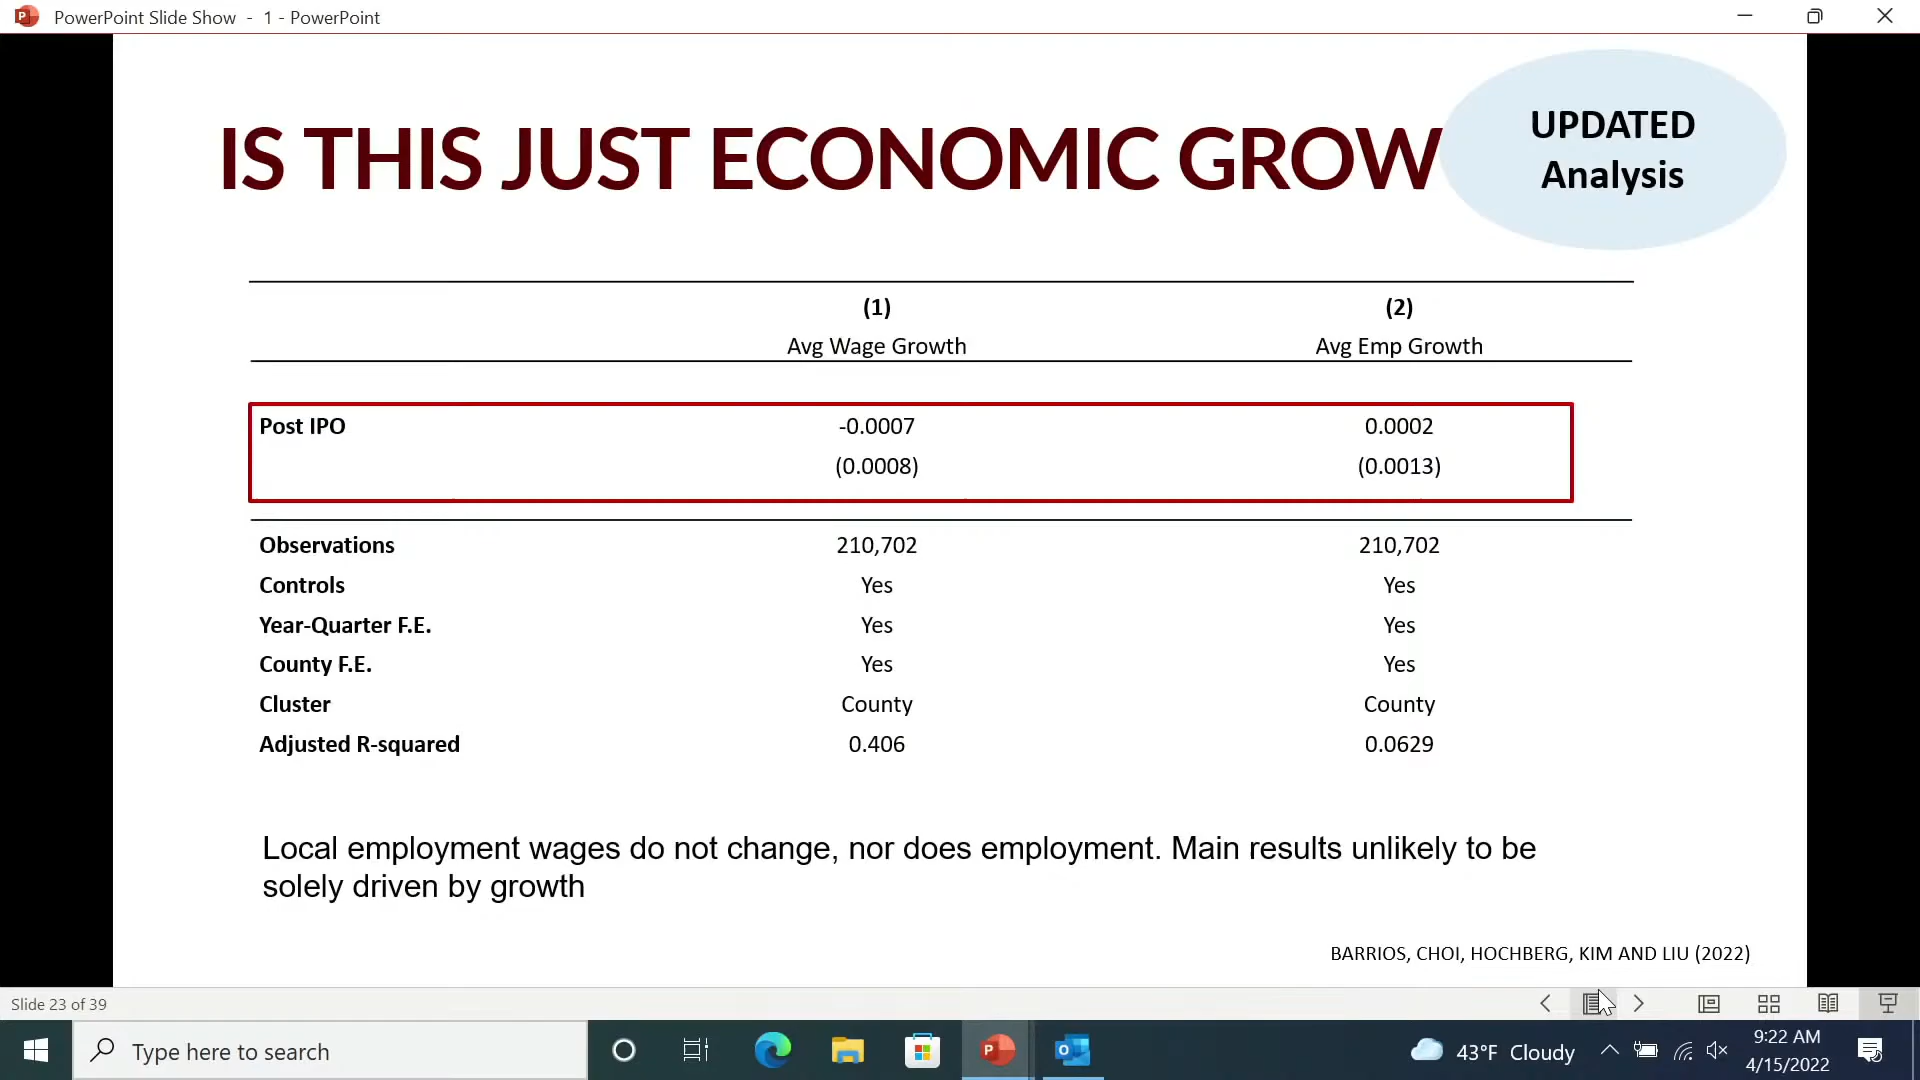 PowerPoint Slide Show - 1 - PowerPoint
IS THIS JUST ECONOMIC GROW
UPDATED
Analysis
(1) (2)
Avg Wage Growth Avg Emp Growth
Post IPO -0.0007 0.0002
(0.0008) (0.0013)
Observations 210,702 210,702
Controls Yes Yes
Year-Quarter F.E. Yes Yes
County F.E. Yes Yes
Cluster County County
Adjusted R-squared 0.406 0.0629
Local employment wages do not change, nor does employment. Main results unlikely to be
solely driven by growth
BARRIOS, CHOI, HOCHBERG, KIM AND LIU (2022)
Slide 23 of 39
Type here to search
43°F Cloudy
9:22 AM
4/15/2022